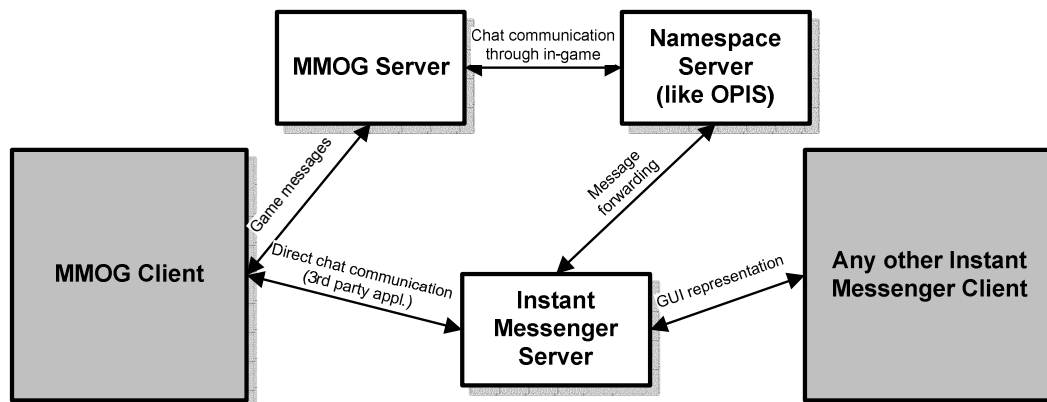 MMOG Server
Chat communication
through in-game
Namespace
Server
(like OPIS)
Game messages
Message
forwarding
MMOG Client
Direct chat communication
(3rd party appl.)
Instant
Messenger
Server
GUI representation
Any other Instant
Messenger Client